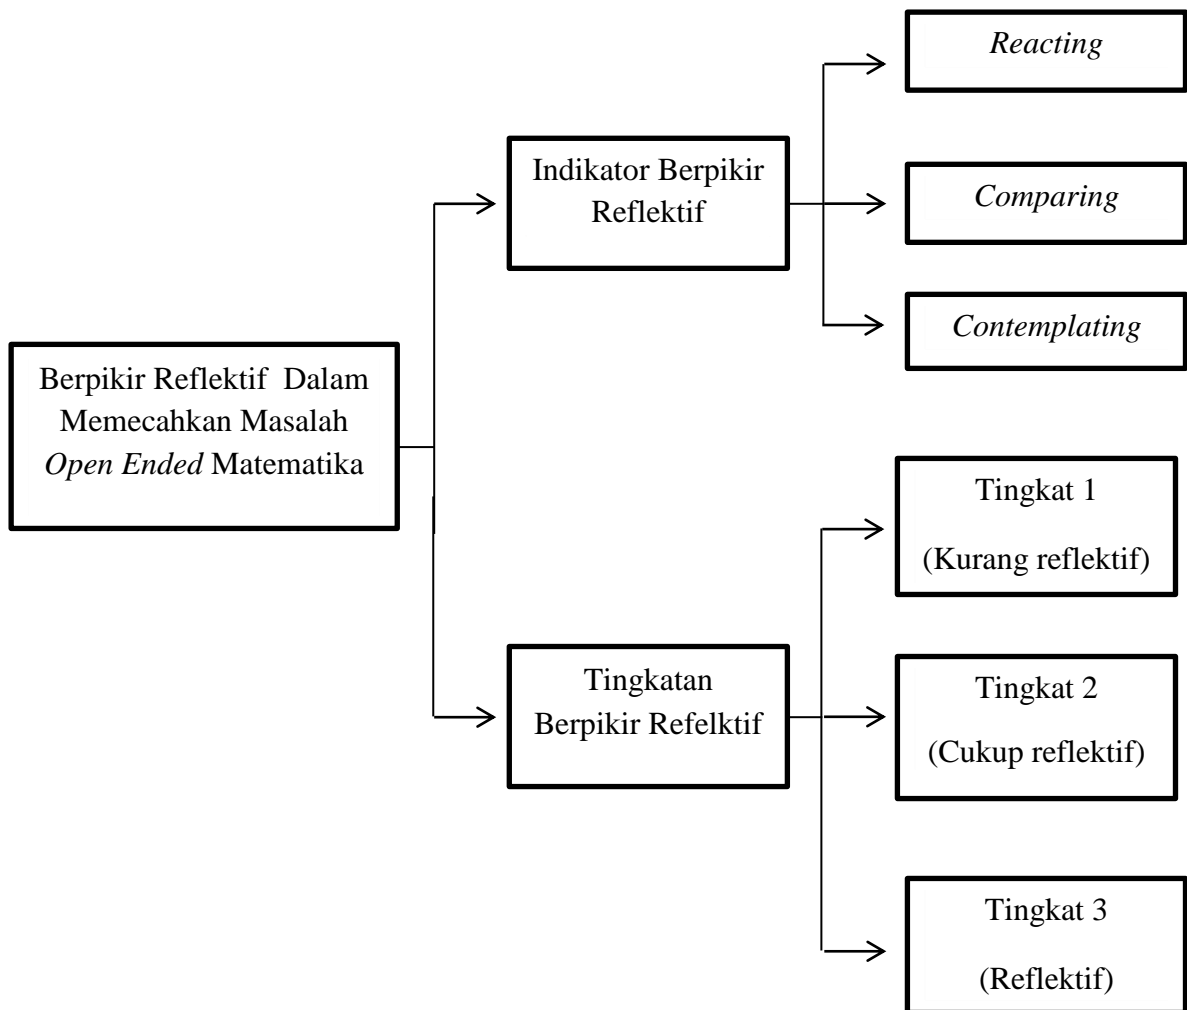 Reacting
Indikator Berpikir
Reflektif
Comparing
Contemplating
Berpikir Reflektif Dalam
Memecahkan Masalah
Open Ended Matematika
Tingkat 1
(Kurang reflektif)
Tingkatan
Berpikir Refelktif
Tingkat 2
(Cukup reflektif)
Tingkat 3
(Reflektif)